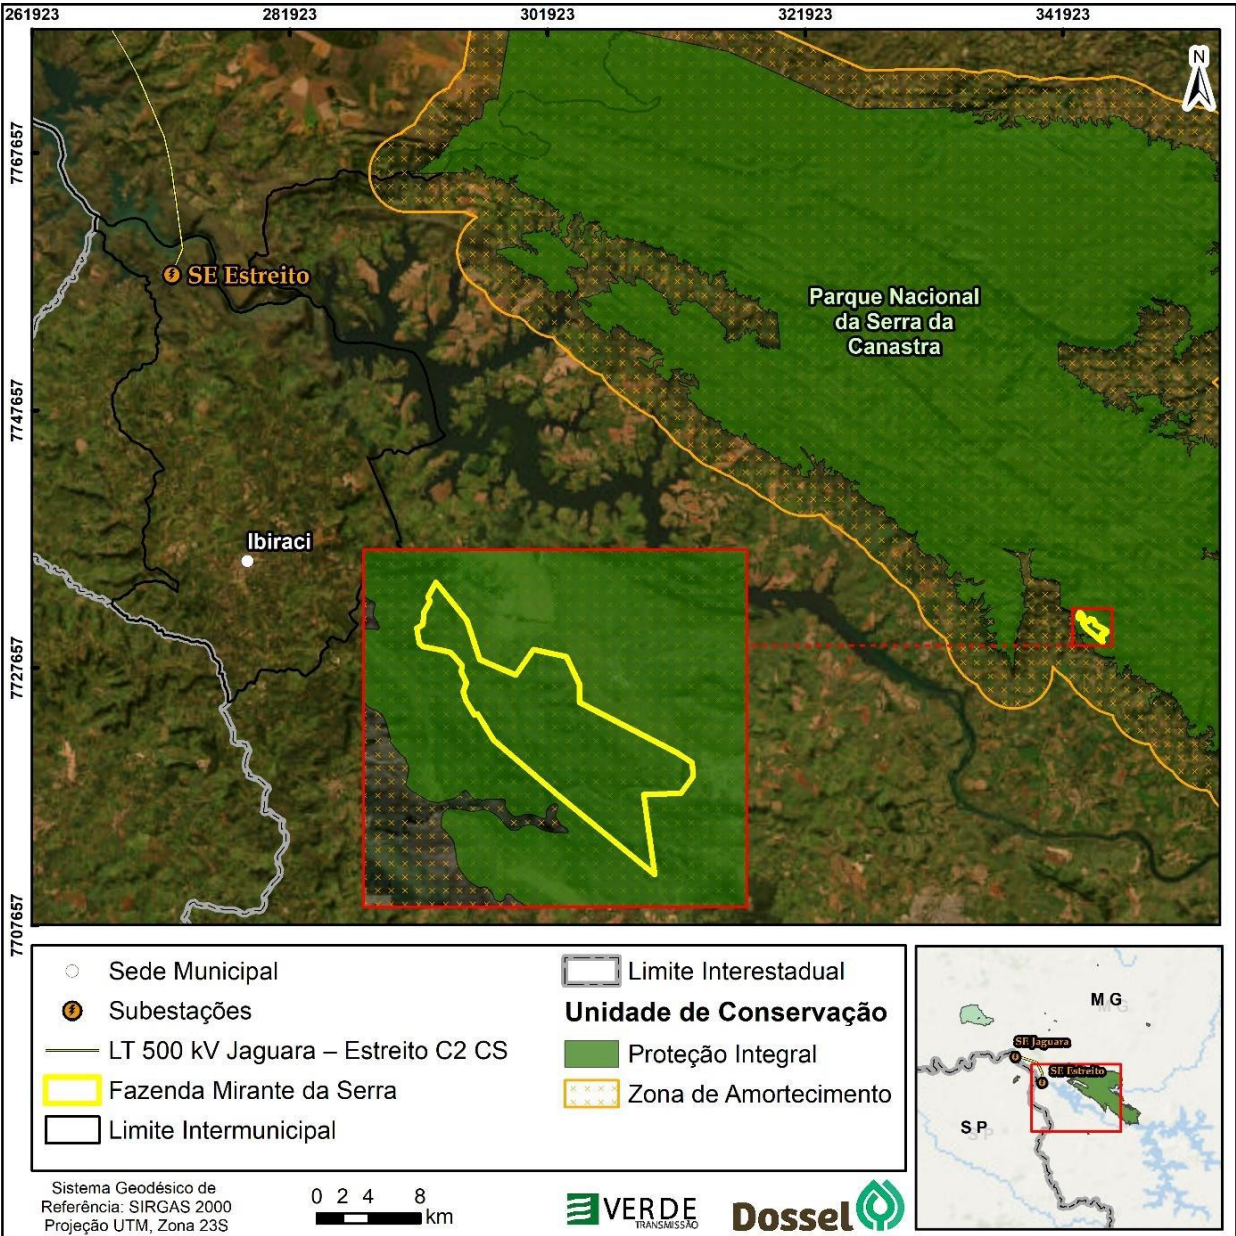 261923
281923
301923
321923
341923
N
7767657
7747657
7727657
7707657
SE Estreito
Parque Nacional
da Serra da
Canastra
Ibiraci
Sede Municipal
Subestações
LT 500 kV Jaguara – Estreito C2 CS
Fazenda Mirante da Serra
Limite Intermunicipal
Limite Interestadual
Unidade de Conservação
Proteção Integral
Zona de Amortecimento
MG
MG
SE Jaguara
SE Estreito
SP
SP
Sistema Geodésico de
Referência: SIRGAS 2000
Projeção UTM, Zona 23S
0 2 4 8
km
VERDE
TRANSMISSÃO
Dossel